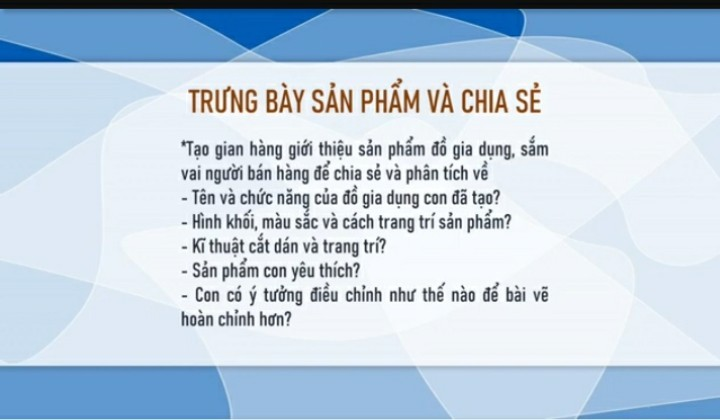 TRƯNG BÀY SẢN PHẨM VÀ CHIA SẺ
*Tạo gian hàng giới thiệu sản phẩm đồ gia dụng, sắm
vai người bán hàng để chia sẻ và phân tích về
- Tên và chức năng của đồ gia dụng con đã tạo?
- Hình khối, màu sắc và cách trang trí sản phẩm?
- Kĩ thuật cắt dán và trang trí?
- Sản phẩm con yêu thích?
- Con có ý tưởng điều chỉnh như thế nào để bài vẽ
hoàn chỉnh hơn?